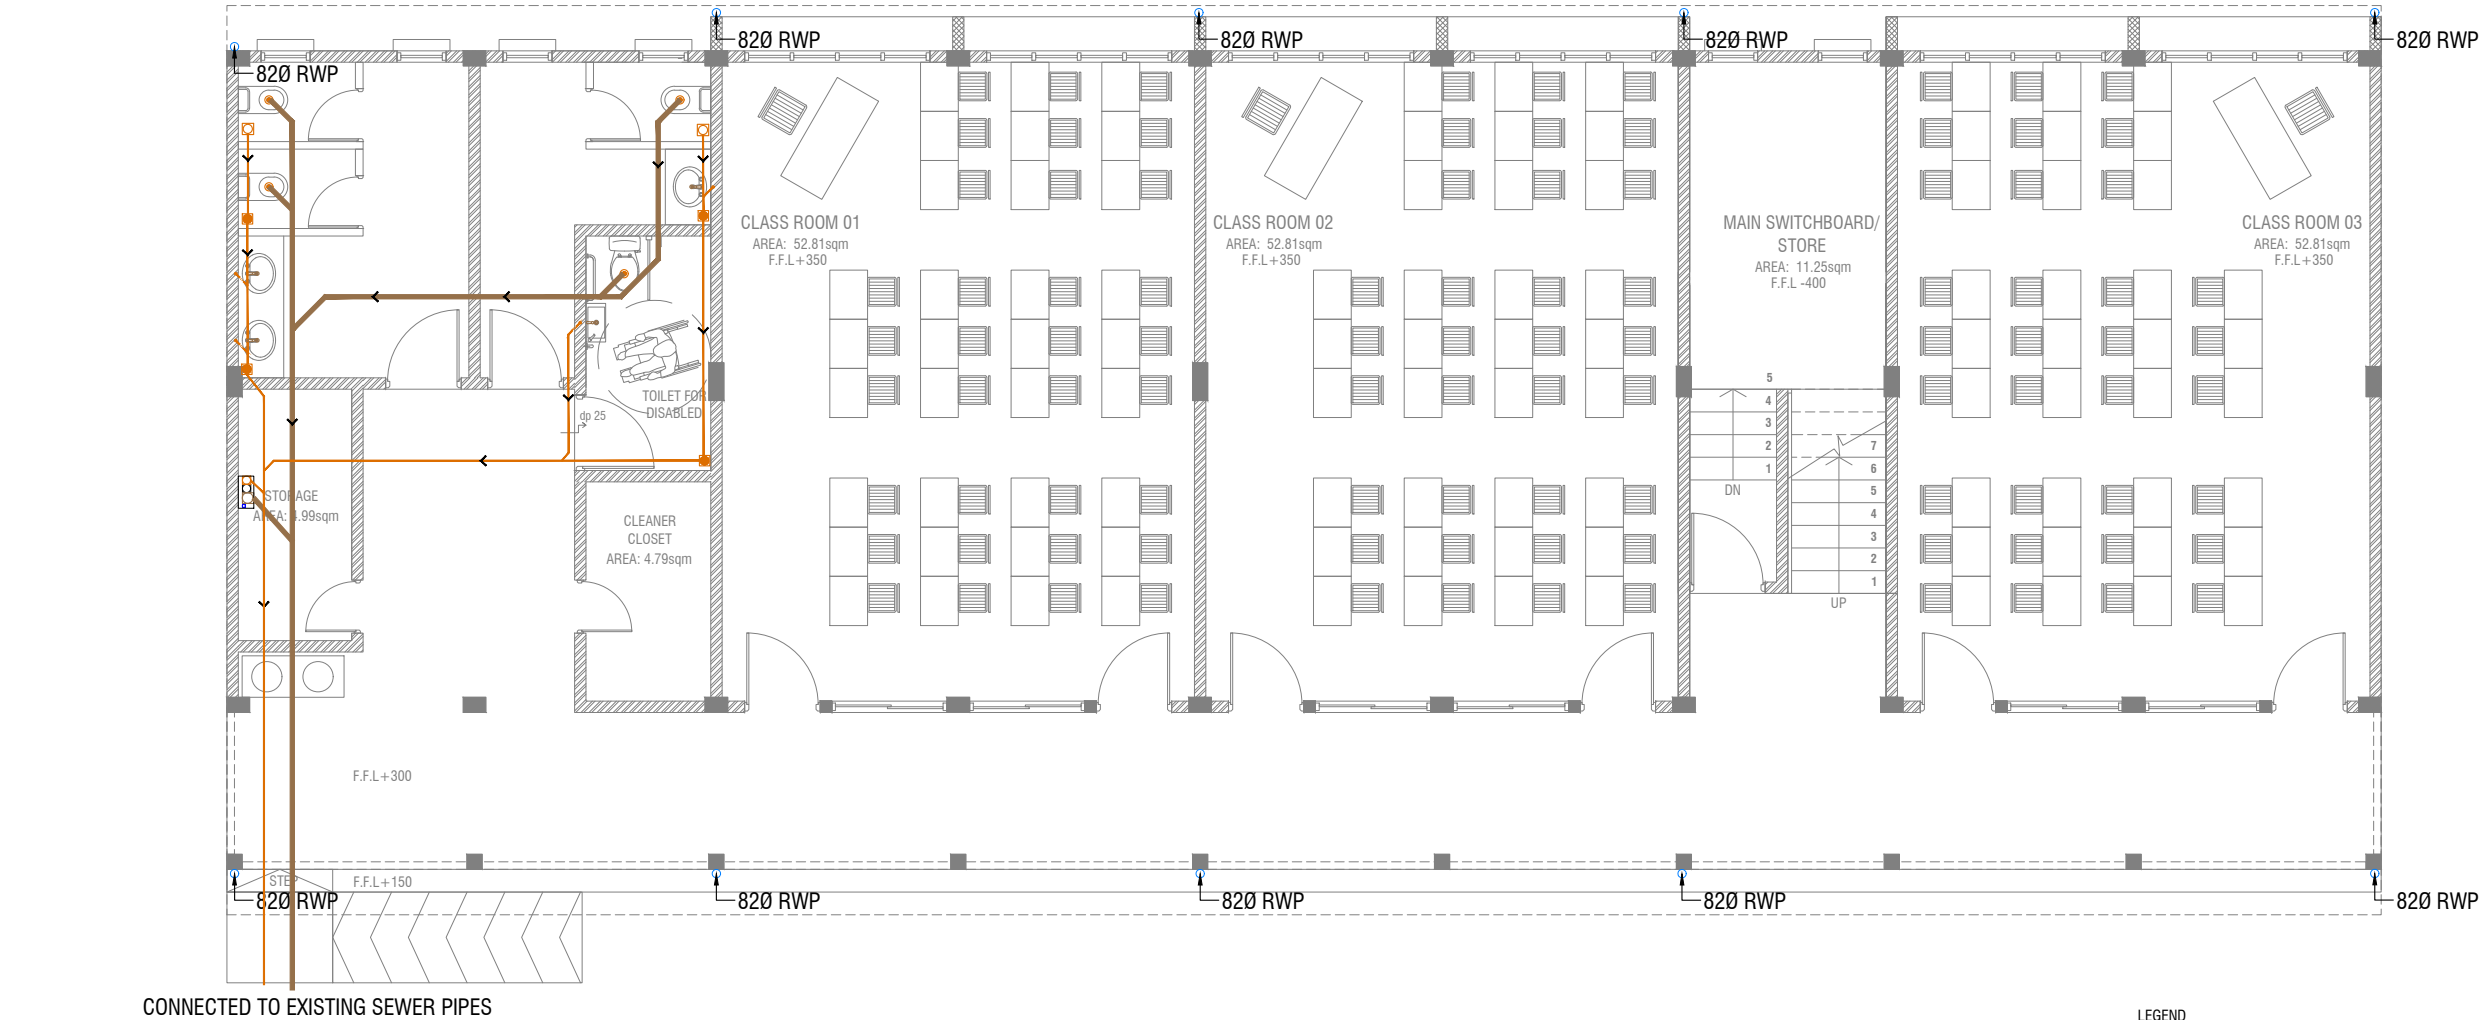 82Ø RWP
82Ø RWP
82Ø RWP
82Ø RWP
82Ø RWP
CLASS ROOM 01
AREA: 52.81sqm
F.F.L+350
CLASS ROOM 02
AREA: 52.81sqm
F.F.L+350
MAIN SWITCHBOARD/
STORE
AREA: 11.25sqm
F.F.L -400
CLASS ROOM 03
AREA: 52.81sqm
F.F.L+350
TOILET FOR
DISABLED
dp 25
5
4
3
2
1
DN
7
6
5
4
3
2
1
UP
STORAGE
AREA: 4.99sqm
CLEANER
CLOSET
AREA: 4.79sqm
F.F.L+300
STEP
F.F.L+150
82Ø RWP
82Ø RWP
82Ø RWP
82Ø RWP
82Ø RWP
CONNECTED TO EXISTING SEWER PIPES
LEGEND